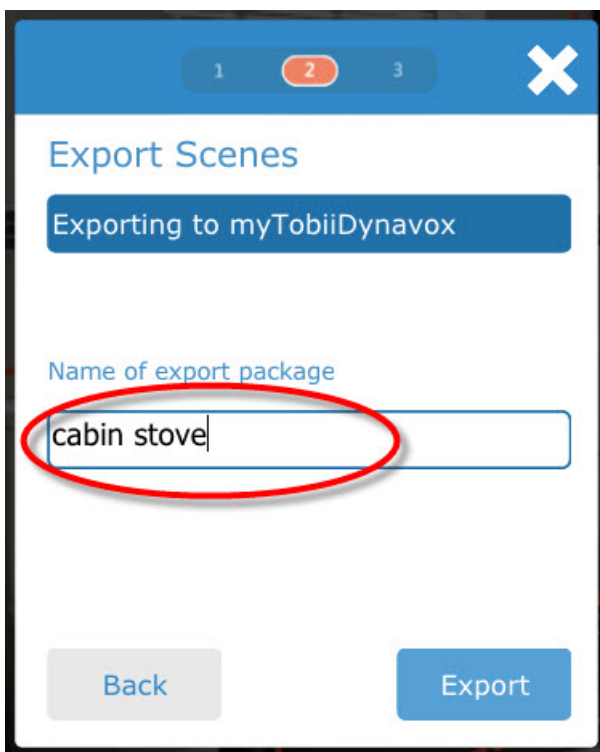 1 2 3
Export Scenes
Exporting to myTobiiDynavox
Name of export package
cabin stove
Back Export